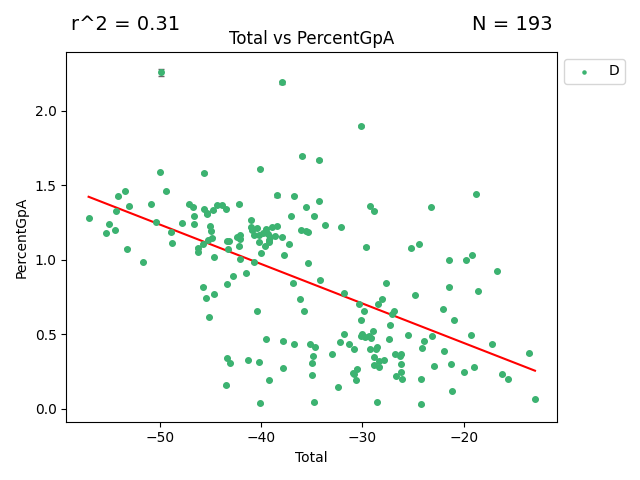 r^2 = 0.31
N = 193
Total vs PercentGpA
D
PercentGpA
2.0
1.5
1.0
0.5
0.0
−50
−40
−30
−20
Total